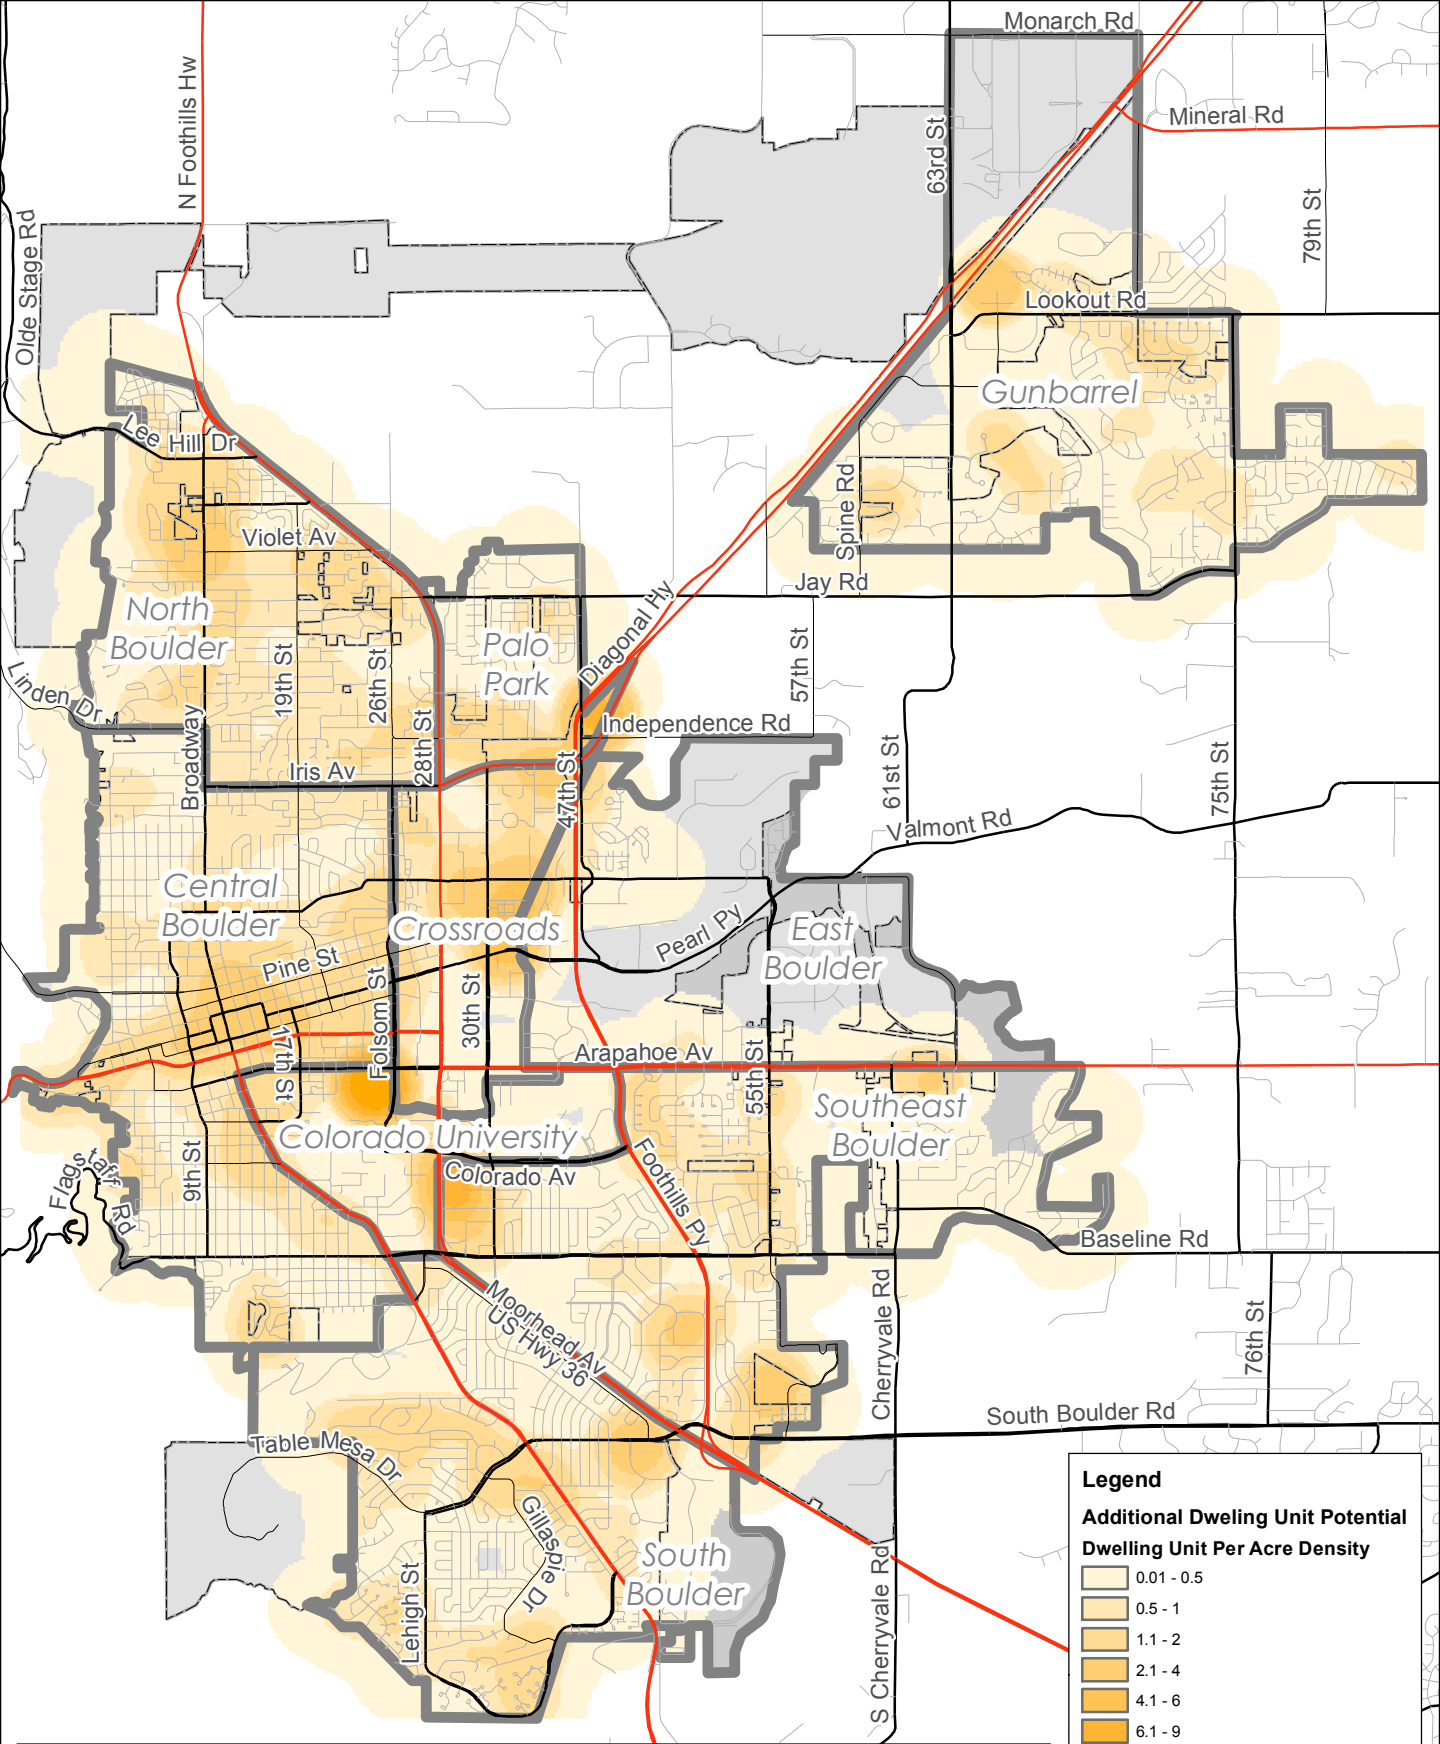 Monarch Rd
N Foothills Hw
Mineral Rd
63rd St
79th St
Olde Stage Rd
Lookout Rd
Gunbarrel
Lee Hill Dr
Spine Rd
Violet Av
Jay Rd
North
Boulder
Palo
Park
Diagonal Hy
57th St
19th St
26th St
Linden Dr
Broadway
28th St
Independence Rd
61st St
75th St
Iris Av
47th St
Valmont Rd
Central
Boulder
Crossroads
Pearl Py
East
Boulder
Pine St
Folsom St
30th St
17th St
Arapahoe Av
55th St
Southeast
Boulder
Colorado University
Colorado Av
Foothills Py
9th St
Flagstaff Rd
Baseline Rd
Moorhead Av
US Hwy 36
Cherryvale Rd
76th St
South Boulder Rd
Table Mesa Dr
Gillaspie Dr
Lehigh St
South
Boulder
S Cherryvale Rd
Legend
Additional Dweling Unit Potential
Dwelling Unit Per Acre Density
0.01 - 0.5
0.5 - 1
1.1 - 2
2.1 - 4
4.1 - 6
6.1 - 9